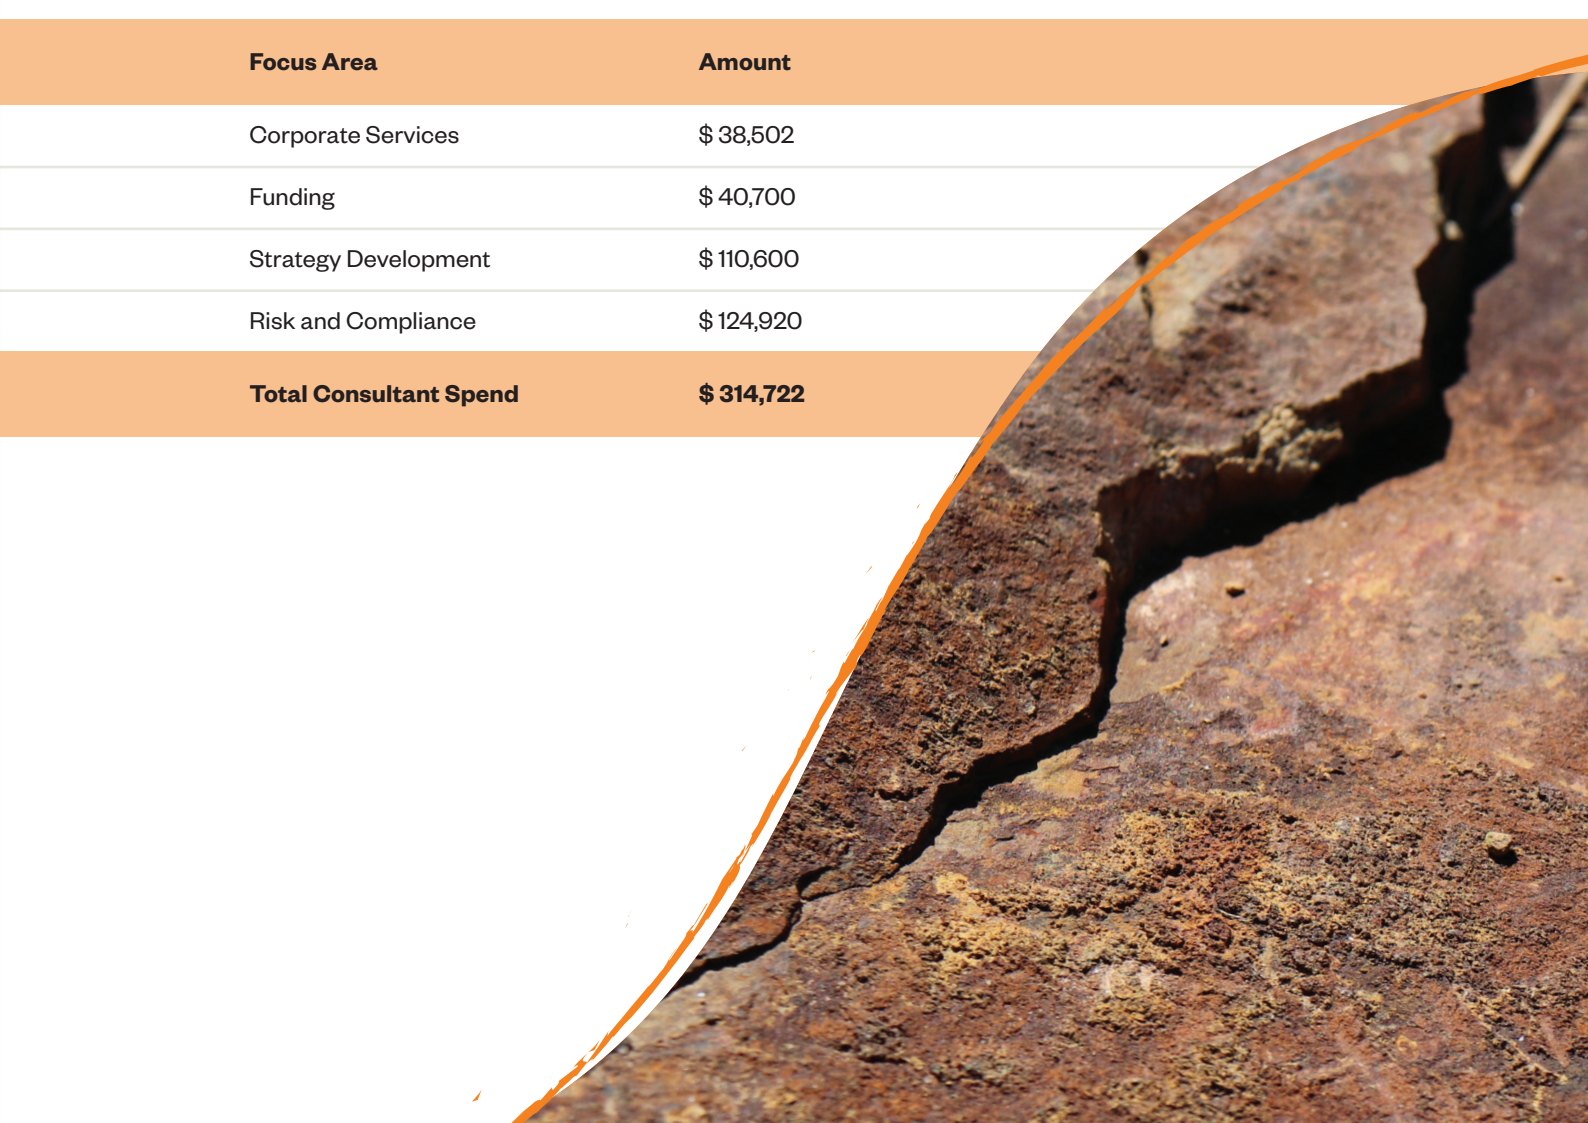 Focus Area Amount
Corporate Services $ 38,502
Funding $ 40,700
Strategy Development $ 110,600
Risk and Compliance $ 124,920
Total Consultant Spend $ 314,722